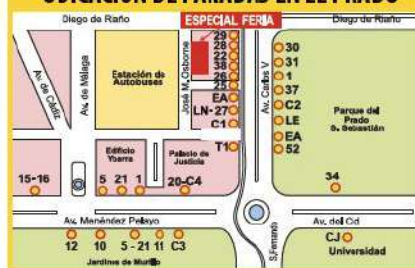 UBICACIÓN DE PARADAS EN EL PRADO
Diego de Riaño
ESPECIAL FERIA
Diego de Riaño
Av. de Cádiz
Av. de Málaga
Estación de
Autobuses
José M. Osborne
29
28
22
38
26
25
EA
LN-27
C1
T1
Av. Carlos V
30
31
1
37
C2
LE
EA
52
Parque del
Prado
S. Sebastián
Edificio
Ybarra
Palacio de
Justicia
15-16
5 21 1
20-C4
34
Av. Menéndez Pelayo
Av. del Cid
12 10 5-21 11 C3
S.Fernando
CJ
Universidad
Jardines de Murillo